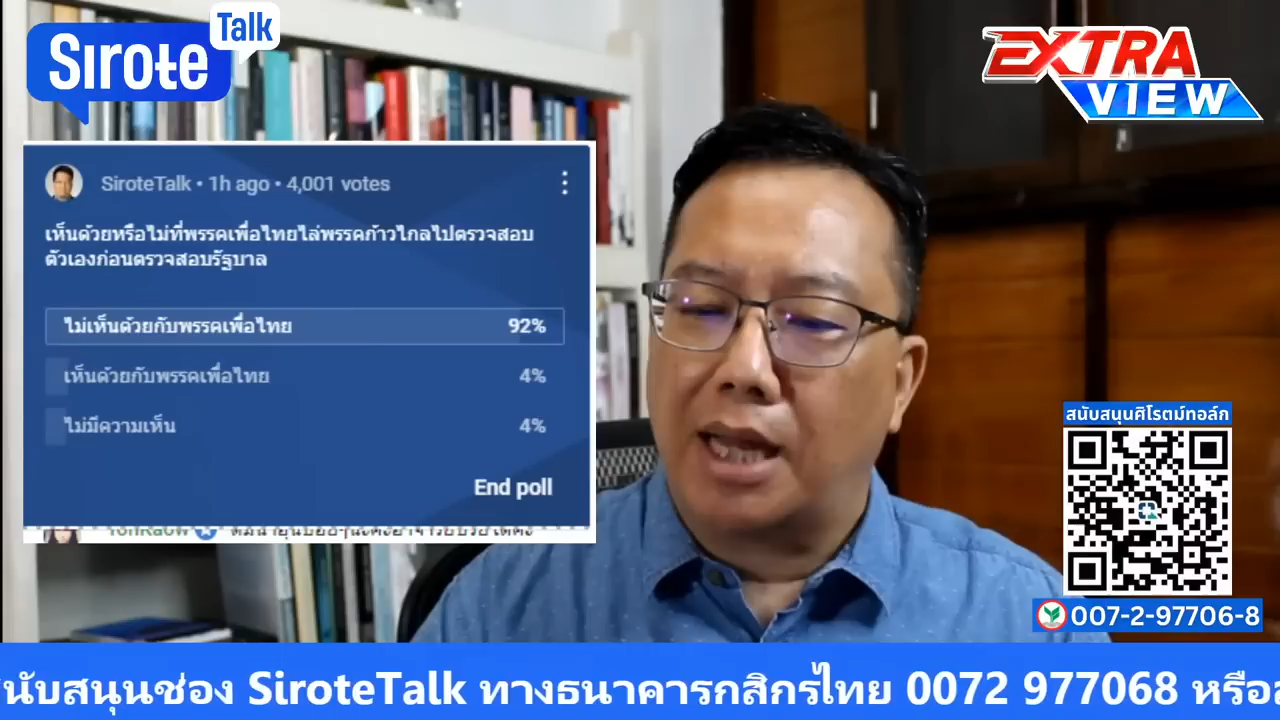 Sirote
Talk
EXTRA
VIEW
SiroteTalk • 1h ago • 4,001 votes
เห็นด้วยหรือไม่ที่พรรคเพื่อไทยไล่พรรคก้าวไกลไปตรวจสอบ
ตัวเองก่อนตรวจสอบรัฐบาล
ไม่เห็นด้วยกับพรรคเพื่อไทย 92%
เห็นด้วยกับพรรคเพื่อไทย 4%
ไม่มีความเห็น 4%
End poll
สนับสนุนศิโรตม์ทอล์ก
007-2-97706-8
นับสนุนช่อง SiroteTalk ทางธนาคารกสิกรไทย 0072 977068 หรือ